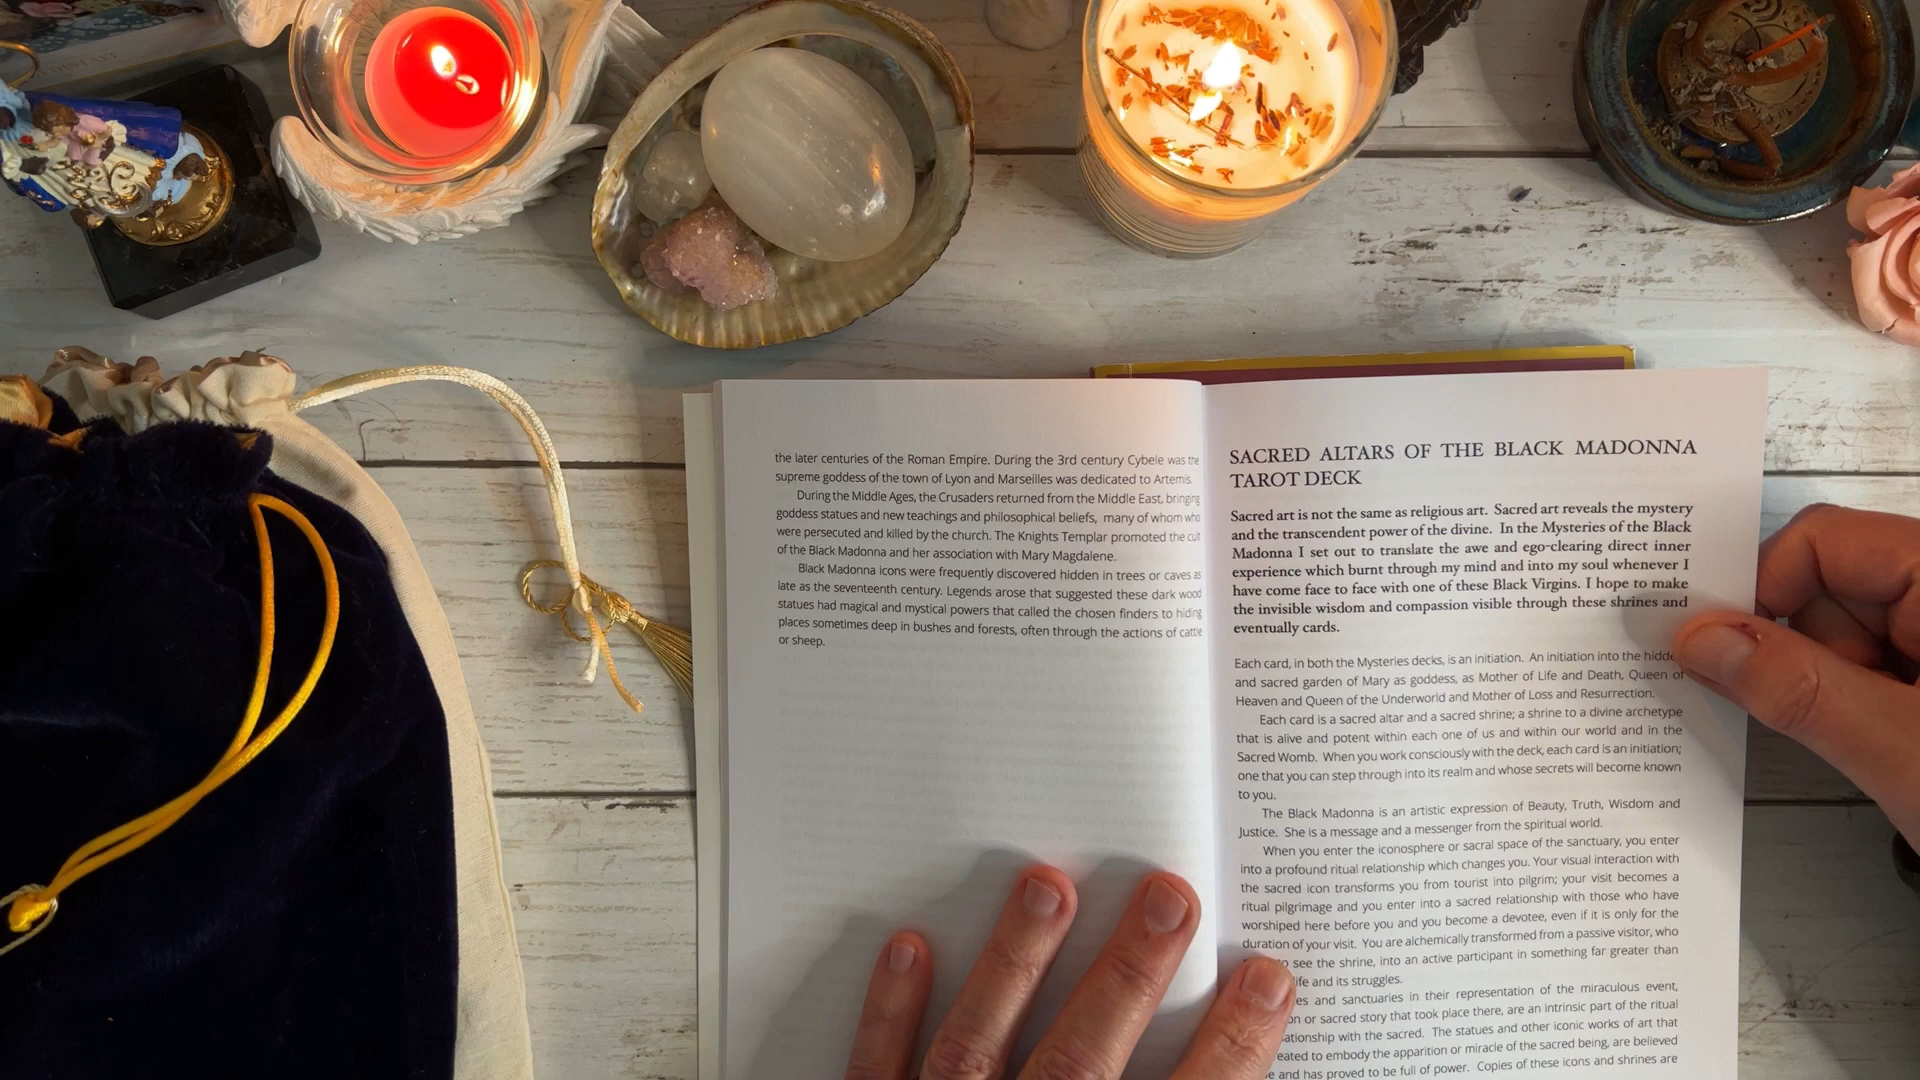 the later centuries of the Roman Empire. During the 3rd century Cybele was the
supreme goddess of the town of Lyon and Marseilles was dedicated to Artemis.
During the Middle Ages, the Crusaders returned from the Middle East, bringing
goddess statues and new teachings and philosophical beliefs, many of whom who
were persecuted and killed by the church. The Knights Templar promoted the cult
of the Black Madonna and her association with Mary Magdalene.
Black Madonna icons were frequently discovered hidden in trees or caves as
late as the seventeenth century. Legends arose that suggested these dark wood
statues had magical and mystical powers that called the chosen finders to hiding
places sometimes deep in bushes and forests, often through the actions of cattle
or sheep.
SACRED ALTARS OF THE BLACK MADONNA
TAROT DECK
Sacred art is not the same as religious art. Sacred art reveals the mystery
and the transcendent power of the divine. In the Mysteries of the Black
Madonna I set out to translate the awe and ego-clearing direct inner
experience which burnt through my mind and into my soul whenever I
have come face to face with one of these Black Virgins. I hope to make
the invisible wisdom and compassion visible through these shrines and
eventually cards.
Each card, in both the Mysteries decks, is an initiation. An initiation into the
and sacred garden of Mary as goddess, as Mother of Life and Death, Queen of
Heaven and Queen of the Underworld and Mother of Loss and Resurrection.
Each card is a sacred altar and a sacred shrine; a shrine to a divine archetype
that is alive and potent within each one of us and within our world and in the
Sacred Womb. When you work consciously with the deck, each card is an initiation;
one that you can step through into its realm and whose secrets will become known
to you.
The Black Madonna is an artistic expression of Beauty, Truth, Wisdom and
Justice. She is a message and a messenger from the spiritual world.
When you enter the iconosphere or sacral space of the sanctuary, you enter
into a profound ritual relationship which changes you. Your visual interaction with
the sacred icon transforms you from tourist into pilgrim; your visit becomes a
ritual pilgrimage and you enter into a sacred relationship with those who have
worshiped here before you and you become a devotee, even if it is only for the
duration of your visit. You are alchemically transformed from a passive visitor, who
see the shrine, into an active participant in something far greater than
life and its struggles.
and sanctuaries in their representation of the miraculous event,
or sacred story that took place there, are an intrinsic part of the ritual
with the sacred. The statues and other iconic works of art that
to embody the apparition or miracle of the sacred being, are believed
and has proved to be full of power. Copies of these icons and shrines are